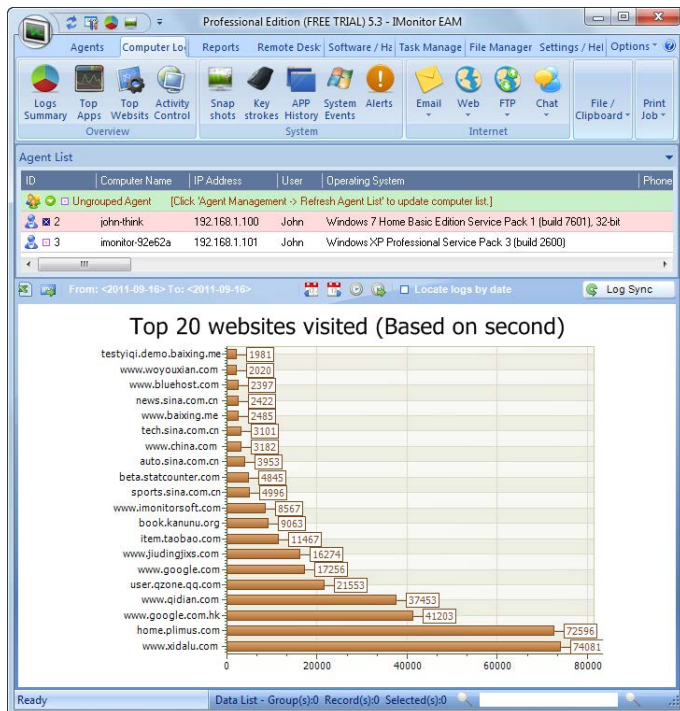 Professional Edition (FREE TRIAL) 5.3 - IMonitor EAM
Agents Computer Lo Reports Remote Desk Software / Ha Task Manage File Manager Settings / Hel Options
Logs Summary
Top Apps
Top Websits
Activity Control
Snap shots
Key strokes
APP History
System Events
Alerts
Email
Web
FTP
Chat
File / Clipboard
Print Job
Overview System Internet
Agent List
ID Computer Name IP Address User Operating System Phone
Ungrouped Agent [Click 'Agent Management -> Refresh Agent List' to update computer list.]
2 john-think 192.168.1.100 John Windows 7 Home Basic Edition Service Pack 1 (build 7601), 32-bit
3 imonitor-92e62a 192.168.1.101 John Windows XP Professional Service Pack 3 (build 2600)
From: <2011-09-16> To: <2011-09-16> Locate logs by date Log Sync
Top 20 websites visited (Based on second)
testyiqi.demo.baixing.me 1981
www.woyouxian.com 2020
www.bluehost.com 2397
news.sina.com.cn 2422
www.baixing.me 2485
tech.sina.com.cn 3101
www.china.com 3182
auto.sina.com.cn 3953
beta.statcounter.com 4845
sports.sina.com.cn 4996
www.imonitorsoft.com 8567
book.kanunu.org 9063
item.taobao.com 11467
www.jiudingjixs.com 16274
www.google.com 17256
user.qzone.qq.com 21553
www.qidian.com 37453
www.google.com.hk 41203
home.plimus.com 72596
www.xidalu.com 74081
0 20000 40000 60000 80000
Ready Data List - Group(s):0 Record(s):0 Selected(s):0